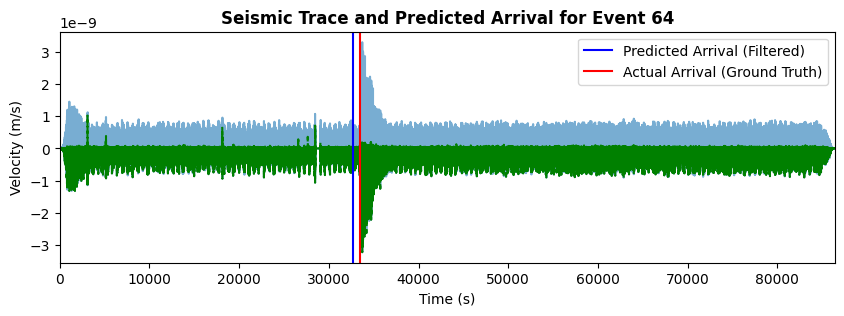 Seismic Trace and Predicted Arrival for Event 64
1e−9
3
2
1
0
−1
−2
−3
Velocity (m/s)
Predicted Arrival (Filtered)
Actual Arrival (Ground Truth)
0 10000 20000 30000 40000 50000 60000 70000 80000
Time (s)